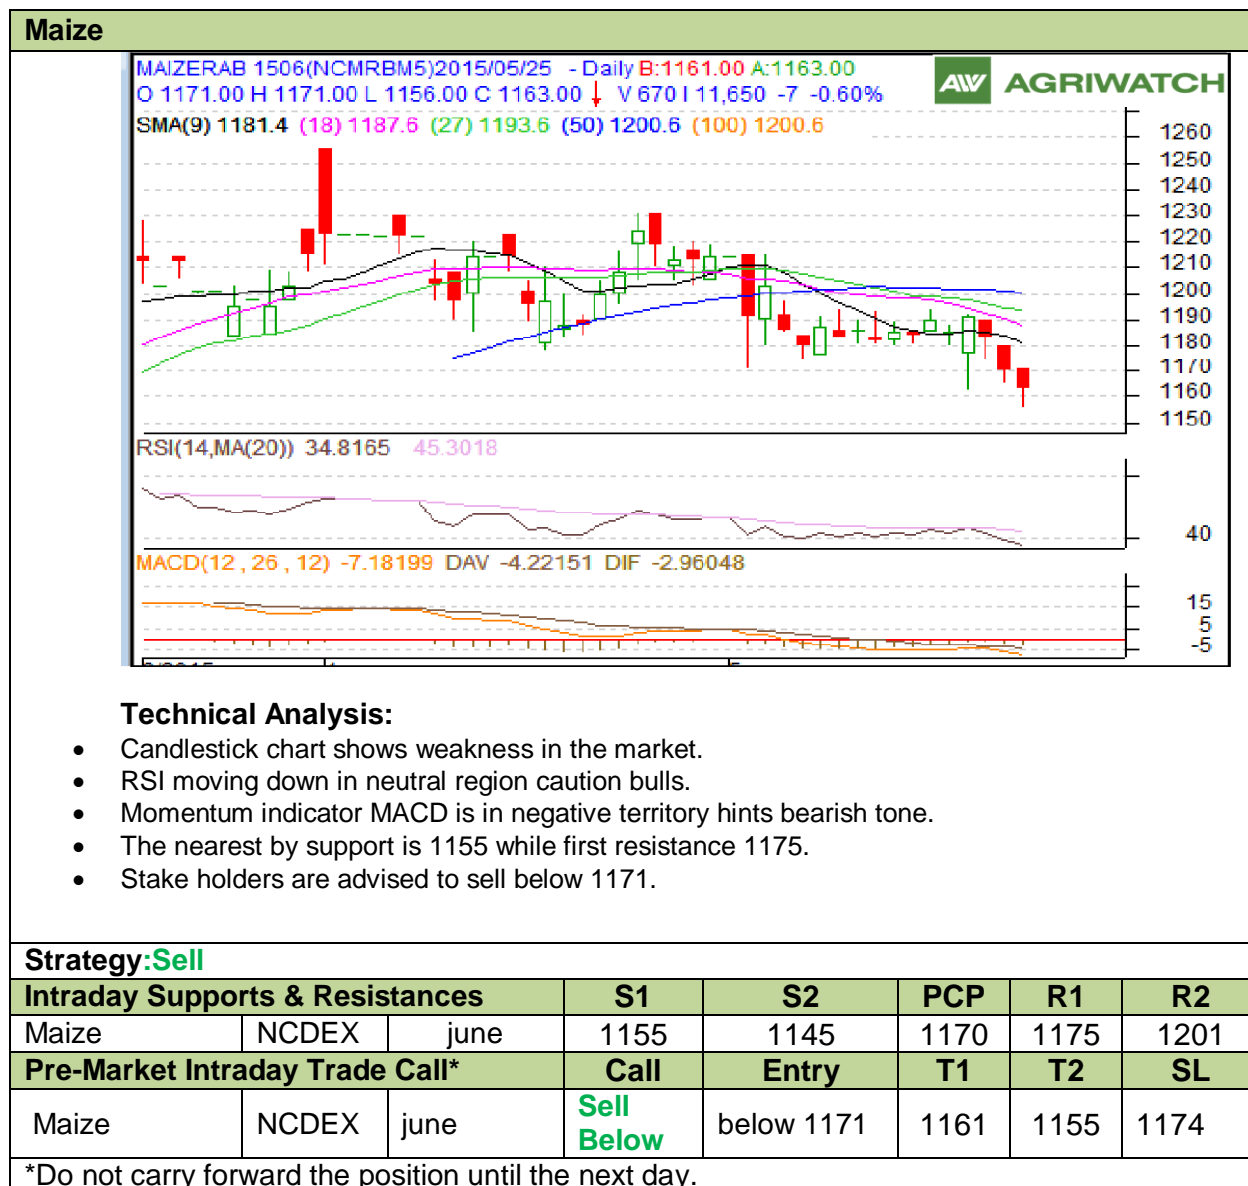 Maize
MAIZERAB 1506(NCMRBM5)2015/05/25 - Daily B:1161.00 A:1163.00
O 1171.00 H 1171.00 L 1156.00 C 1163.00 ↓ V 670 I 11,650 -7 -0.60%
AW AGRIWATCH
SMA(9) 1181.4 (18) 1187.6 (27) 1193.6 (50) 1200.6 (100) 1200.6
1260
1250
1240
1230
1220
1210
1200
1190
1180
1170
1160
1150
RSI(14,MA(20)) 34.8165 45.3018
40
MACD(12 , 26 , 12) -7.18199 DAV -4.22151 DIF -2.96048
15
5
-5
Technical Analysis:
• Candlestick chart shows weakness in the market.
• RSI moving down in neutral region caution bulls.
• Momentum indicator MACD is in negative territory hints bearish tone.
• The nearest by support is 1155 while first resistance 1175.
• Stake holders are advised to sell below 1171.
Strategy:Sell
Intraday Supports & Resistances S1 S2 PCP R1 R2
Maize NCDEX june 1155 1145 1170 1175 1201
Pre-Market Intraday Trade Call* Call Entry T1 T2 SL
Maize NCDEX june Sell Below below 1171 1161 1155 1174
*Do not carry forward the position until the next day.